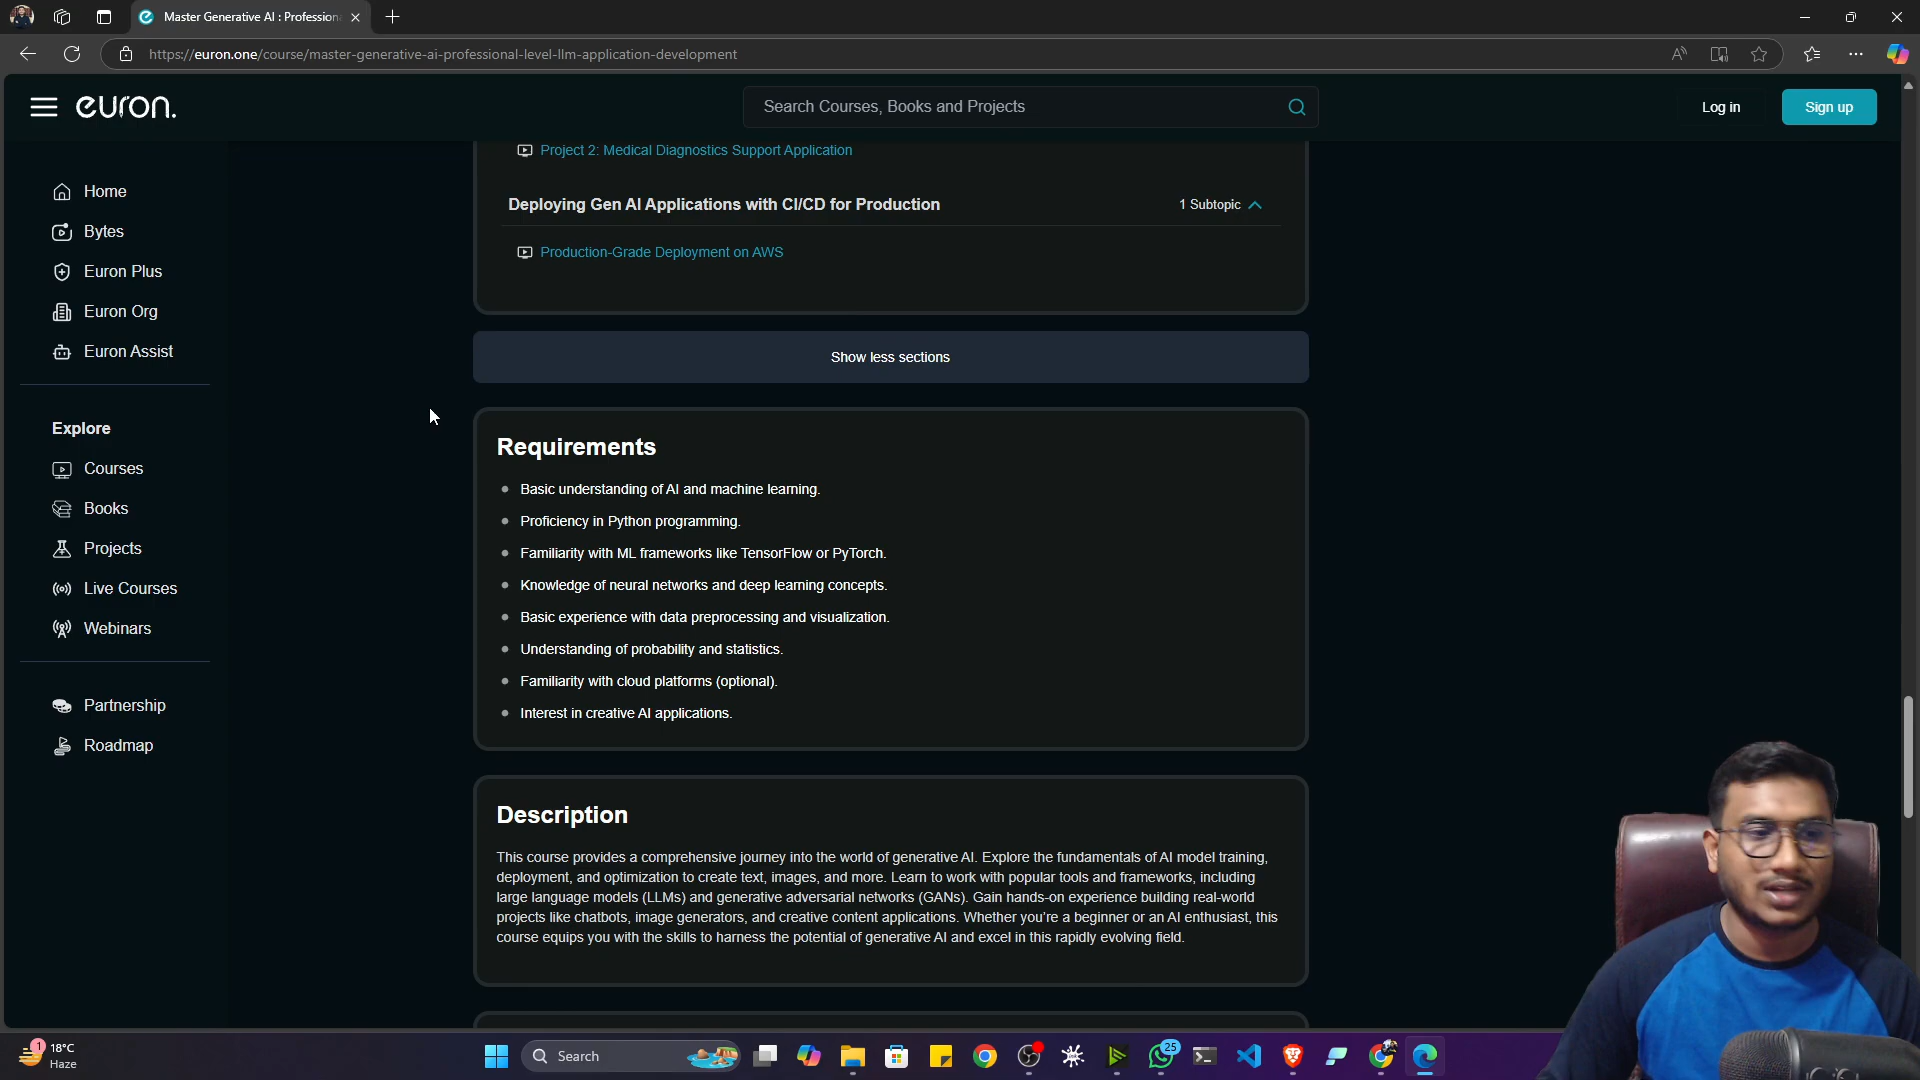 Master Generative AI : Profession
https://euron.one/course/master-generative-ai-professional-level-llm-application-development
euron.
Search Courses, Books and Projects
Log in
Sign up
Home
Bytes
Euron Plus
Euron Org
Euron Assist
Explore
Courses
Books
Projects
Live Courses
Webinars
Partnership
Roadmap
Project 2: Medical Diagnostics Support Application
Deploying Gen AI Applications with CI/CD for Production
1 Subtopic
Production-Grade Deployment on AWS
Show less sections
Requirements
Basic understanding of AI and machine learning.
Proficiency in Python programming.
Familiarity with ML frameworks like TensorFlow or PyTorch.
Knowledge of neural networks and deep learning concepts.
Basic experience with data preprocessing and visualization.
Understanding of probability and statistics.
Familiarity with cloud platforms (optional).
Interest in creative AI applications.
Description
This course provides a comprehensive journey into the world of generative AI. Explore the fundamentals of AI model training,
deployment, and optimization to create text, images, and more. Learn to work with popular tools and frameworks, including
large language models (LLMs) and generative adversarial networks (GANs). Gain hands-on experience building real-world
projects like chatbots, image generators, and creative content applications. Whether you're a beginner or an AI enthusiast, this
course equips you with the skills to harness the potential of generative AI and excel in this rapidly evolving field.
1
18°C
Haze
Search
25